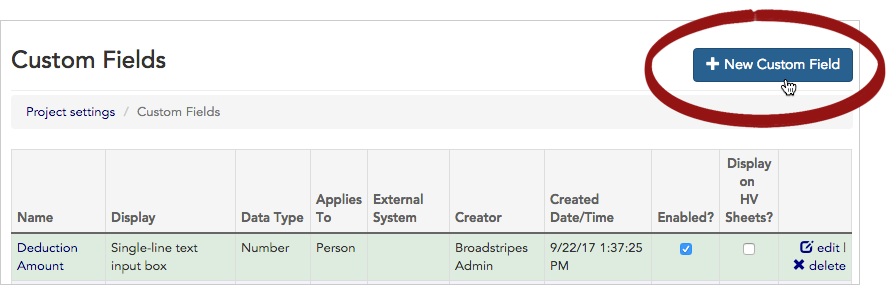 Custom Fields
+ New Custom Field
Project settings / Custom Fields
Name Display Data Type Applies To External System Creator Created Date/Time Enabled? Display on HV Sheets?
Deduction Amount Single-line text input box Number Person Broadstripes Admin 9/22/17 1:37:25 PM edit |
delete